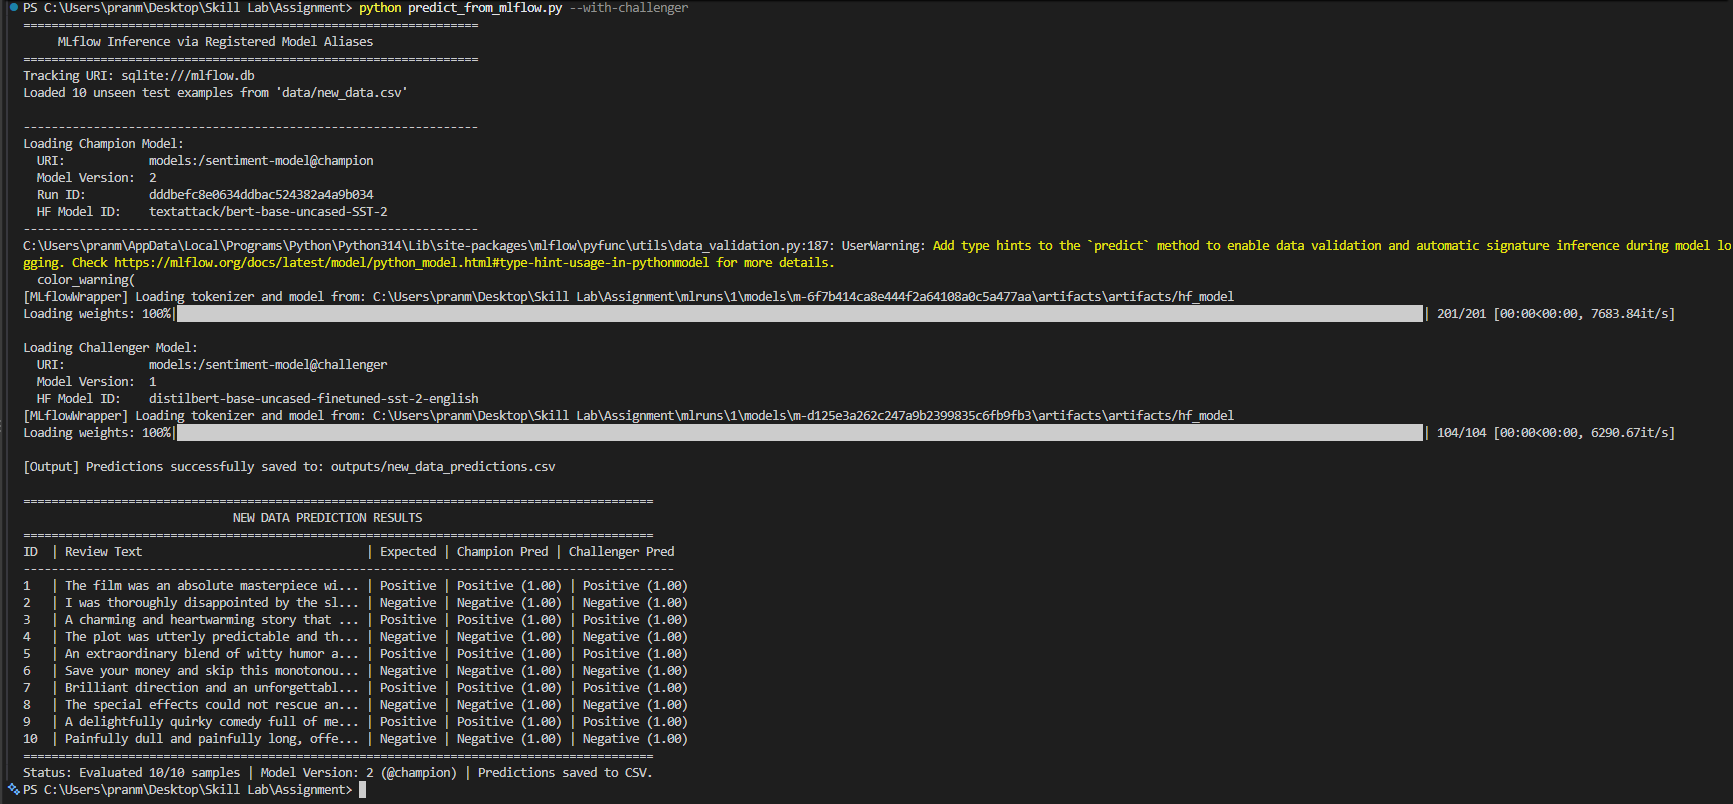 PS C:\Users\pranm\Desktop\Skill Lab\Assignment> python predict_from_mlflow.py --with-challenger
=================================================================
     MLflow Inference via Registered Model Aliases
=================================================================
Tracking URI: sqlite:///mlflow.db
Loaded 10 unseen test examples from 'data/new_data.csv'
-----------------------------------------------------------------
Loading Champion Model:
  URI:            models:/sentiment-model@champion
  Model Version:  2
  Run ID:         dddbefc8e0634ddbac524382a4a9b034
  HF Model ID:    textattack/bert-base-uncased-SST-2
-----------------------------------------------------------------
C:\Users\pranm\AppData\Local\Programs\Python\Python314\Lib\site-packages\mlflow\pyfunc\utils\data_validation.py:187: UserWarning: Add type hints to the `predict` method to enable data validation and automatic signature inference during model lo
gging. Check https://mlflow.org/docs/latest/model/python_model.html#type-hint-usage-in-pythonmodel for more details.
  color_warning(
[MLflowWrapper] Loading tokenizer and model from: C:\Users\pranm\Desktop\Skill Lab\Assignment\mlruns\1\models\m-6f7b414ca8e444f2a64108a0c5a477aa\artifacts\artifacts/hf_model
Loading weights: 100%|| 201/201 [00:00<00:00, 7683.84it/s]
Loading Challenger Model:
  URI:            models:/sentiment-model@challenger
  Model Version:  1
  HF Model ID:    distilbert-base-uncased-finetuned-sst-2-english
[MLflowWrapper] Loading tokenizer and model from: C:\Users\pranm\Desktop\Skill Lab\Assignment\mlruns\1\models\m-d125e3a262c247a9b2399835c6fb9fb3\artifacts\artifacts/hf_model
Loading weights: 100%|| 104/104 [00:00<00:00, 6290.67it/s]
[Output] Predictions successfully saved to: outputs/new_data_predictions.csv
==========================================================================================
                              NEW DATA PREDICTION RESULTS
==========================================================================================
ID  | Review Text                                | Expected | Champion Pred | Challenger Pred
---------------------------------------------------------------------------------------------
1   | The film was an absolute masterpiece wi... | Positive | Positive (1.00) | Positive (1.00)
2   | I was thoroughly disappointed by the sl... | Negative | Negative (1.00) | Negative (1.00)
3   | A charming and heartwarming story that ... | Positive | Positive (1.00) | Positive (1.00)
4   | The plot was utterly predictable and th... | Negative | Negative (1.00) | Negative (1.00)
5   | An extraordinary blend of witty humor a... | Positive | Positive (1.00) | Positive (1.00)
6   | Save your money and skip this monotonou... | Negative | Negative (1.00) | Negative (1.00)
7   | Brilliant direction and an unforgettabl... | Positive | Positive (1.00) | Positive (1.00)
8   | The special effects could not rescue an... | Negative | Negative (1.00) | Negative (1.00)
9   | A delightfully quirky comedy full of me... | Positive | Positive (1.00) | Positive (1.00)
10  | Painfully dull and painfully long, offe... | Negative | Negative (1.00) | Negative (1.00)
==========================================================================================
Status: Evaluated 10/10 samples | Model Version: 2 (@champion) | Predictions saved to CSV.
PS C:\Users\pranm\Desktop\Skill Lab\Assignment>